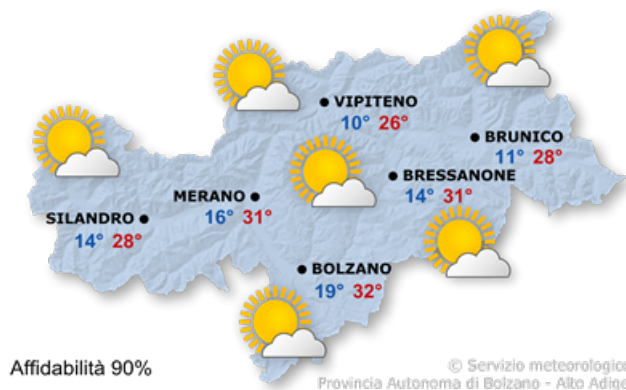 VIPITENO
10° 26°
BRUNICO
11° 28°
BRESSANONE
14° 31°
MERANO
16° 31°
SILANDRO
14° 28°
BOLZANO
19° 32°
Affidabilità 90%
© Servizio meteorologico
Provincia Autonoma di Bolzano - Alto Adige